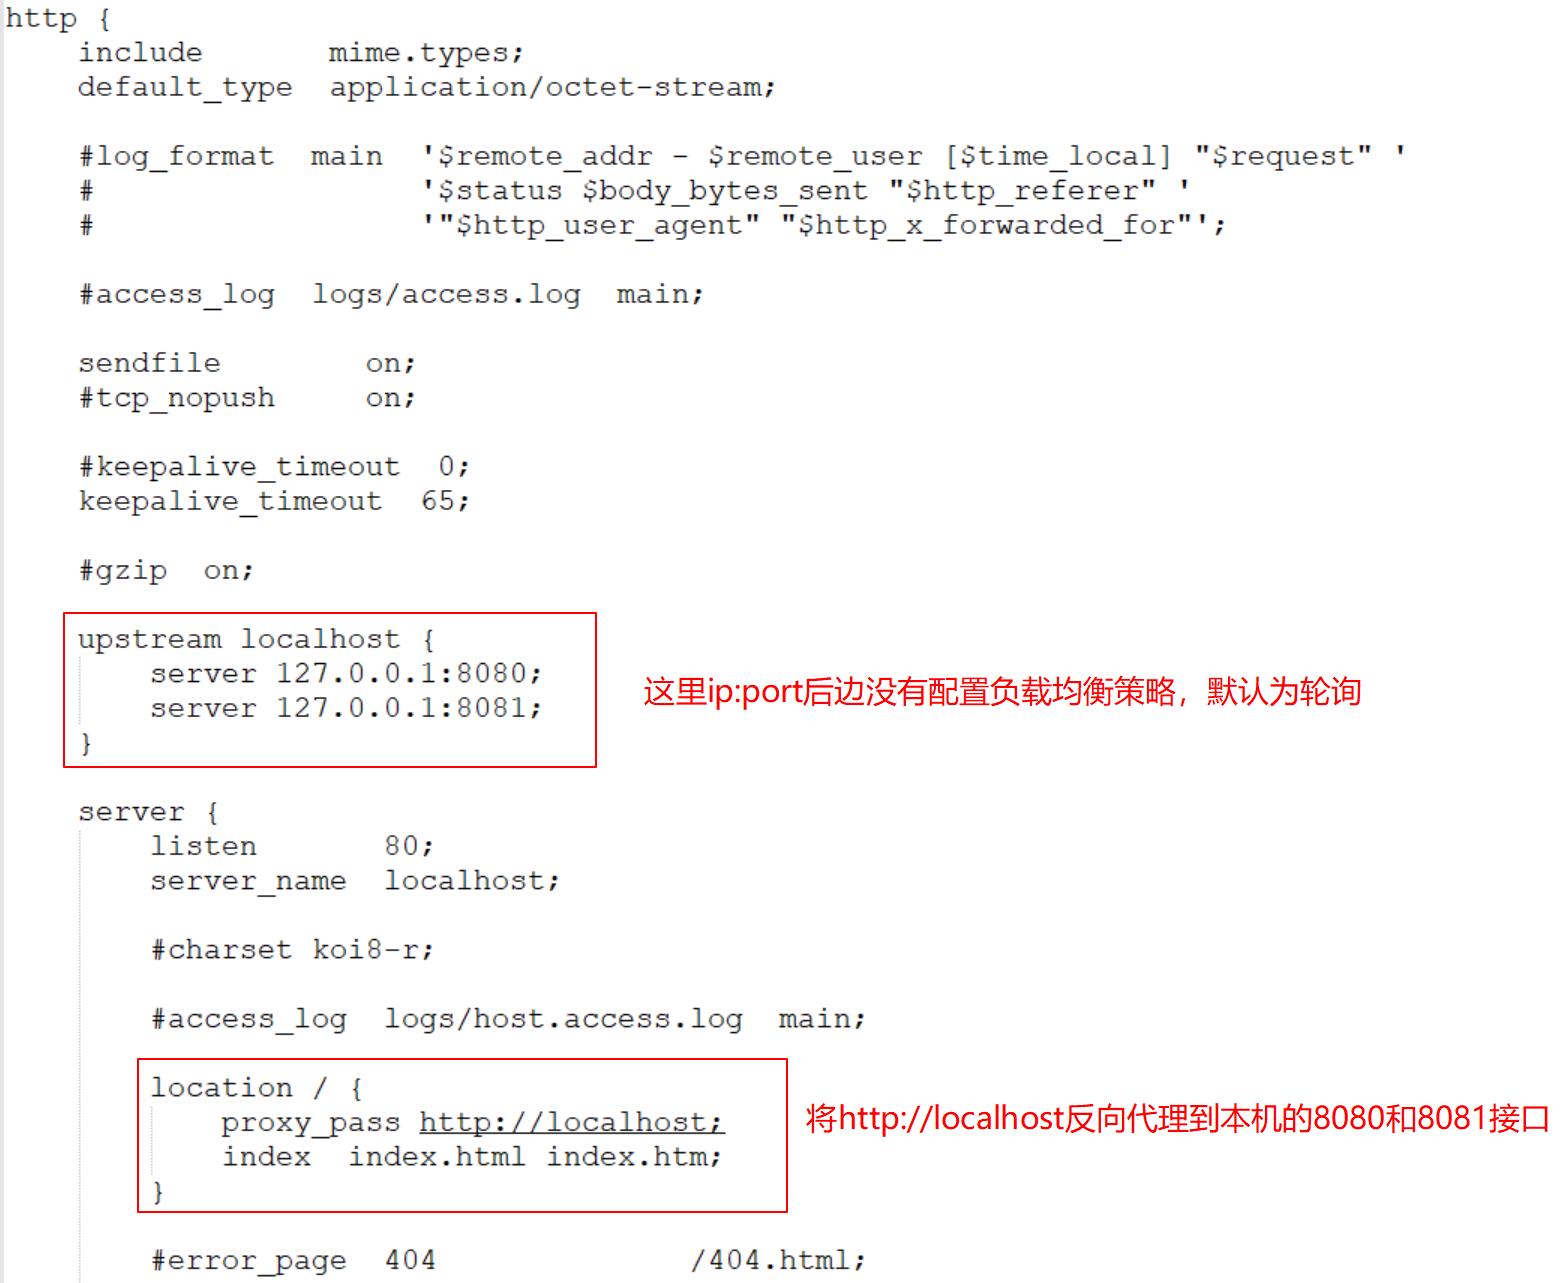 http {
    include       mime.types;
    default_type  application/octet-stream;
    #log_format  main  '$remote_addr - $remote_user [$time_local] "$request" '
    #                  '$status $body_bytes_sent "$http_referer" '
    #                  '"$http_user_agent" "$http_x_forwarded_for"';
    #access_log  logs/access.log  main;
    sendfile        on;
    #tcp_nopush     on;
    #keepalive_timeout  0;
    keepalive_timeout  65;
    #gzip  on;
    upstream localhost {
        server 127.0.0.1:8080;
        server 127.0.0.1:8081;
    }
这里ip:port后边没有配置负载均衡策略，默认为轮询
    server {
        listen       80;
        server_name  localhost;
        #charset koi8-r;
        #access_log  logs/host.access.log  main;
        location / {
            proxy_pass http://localhost;
            index  index.html index.htm;
        }
将http://localhost反向代理到本机的8080和8081接口
        #error_page  404              /404.html;